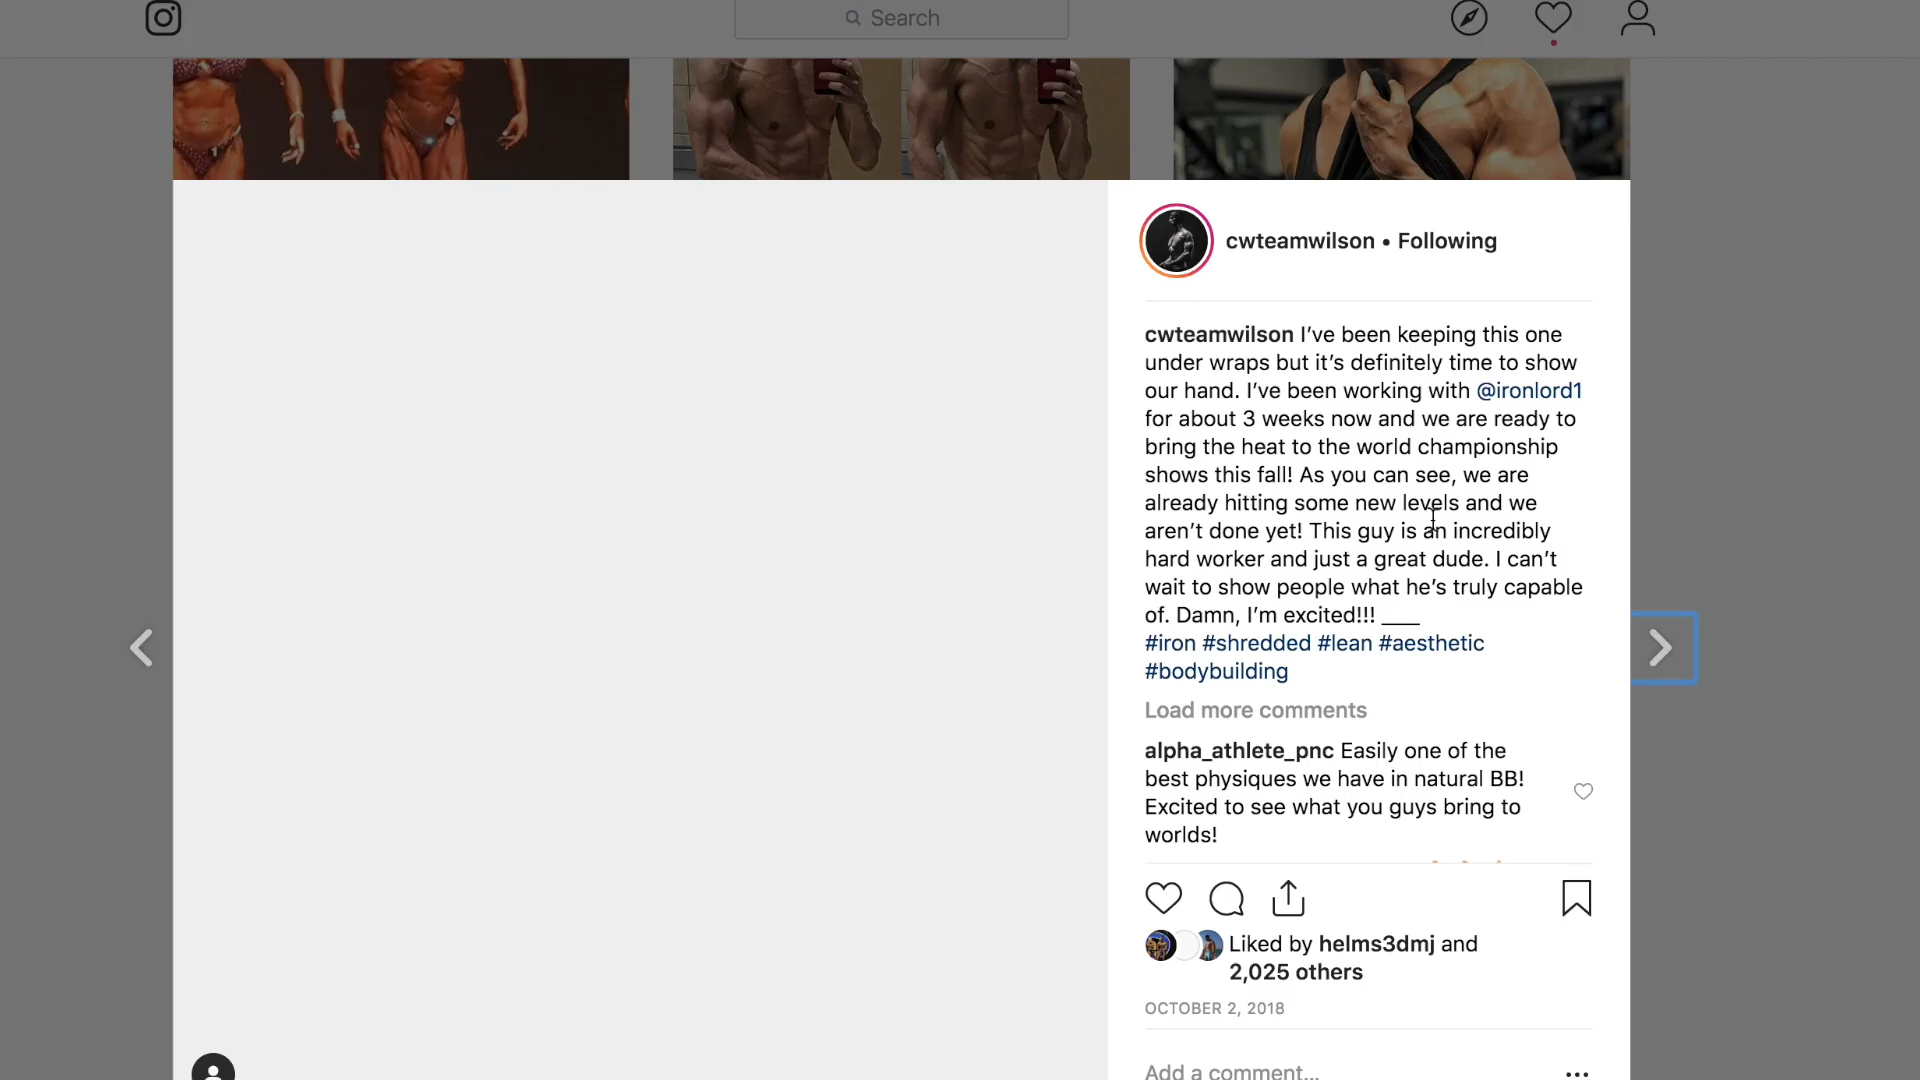 Search
cwteamwilson • Following
cwteamwilson I've been keeping this one
under wraps but it's definitely time to show
our hand. I've been working with @ironlord1
for about 3 weeks now and we are ready to
bring the heat to the world championship
shows this fall! As you can see, we are
already hitting some new levels and we
aren't done yet! This guy is an incredibly
hard worker and just a great dude. I can't
wait to show people what he's truly capable
of. Damn, I'm excited!!! ____
#iron #shredded #lean #aesthetic
#bodybuilding
Load more comments
alpha_athlete_pnc Easily one of the
best physiques we have in natural BB!
Excited to see what you guys bring to
worlds!
Liked by helms3dmj and
2,025 others
OCTOBER 2, 2018
Add a comment...